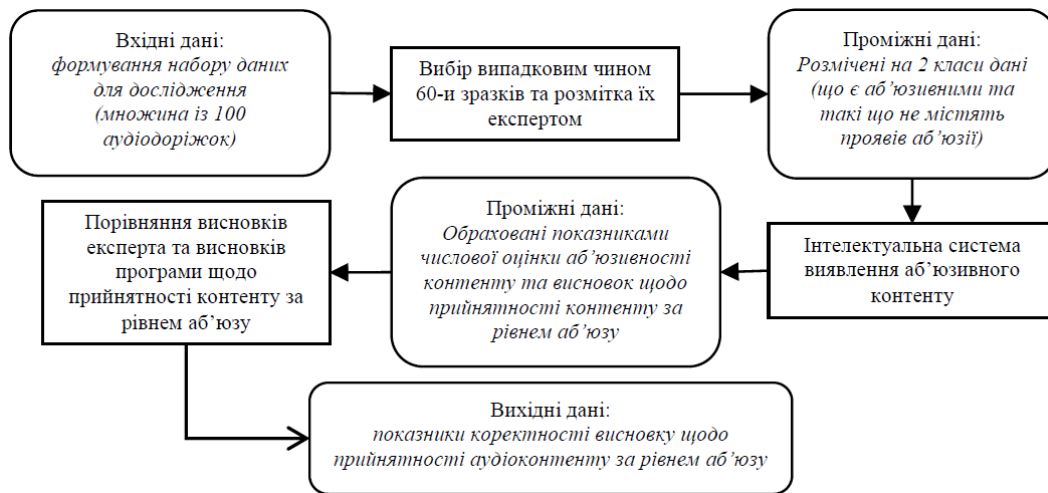 Вхідні дані:
формування набору даних
для дослідження
(множина із 100
аудіодоріжок)
Вибір випадковим чином
60-и зразків та розмітка їх
експертом
Проміжні дані:
Розмічені на 2 класи дані
(що є аб’юзивними та
такі що не містять
проявів аб’юзії)
Інтелектуальна система
виявлення аб’юзивного
контенту
Проміжні дані:
Обраховані показниками
числової оцінки аб’юзивності
контенту та висновок щодо
прийнятності контенту за
рівнем аб’юзу
Порівняння висновків
експерта та висновків
програми щодо
прийнятності контенту за
рівнем аб’юзу
Вихідні дані:
показники коректності висновку щодо
прийнятності аудіоконтенту за рівнем аб’юзу